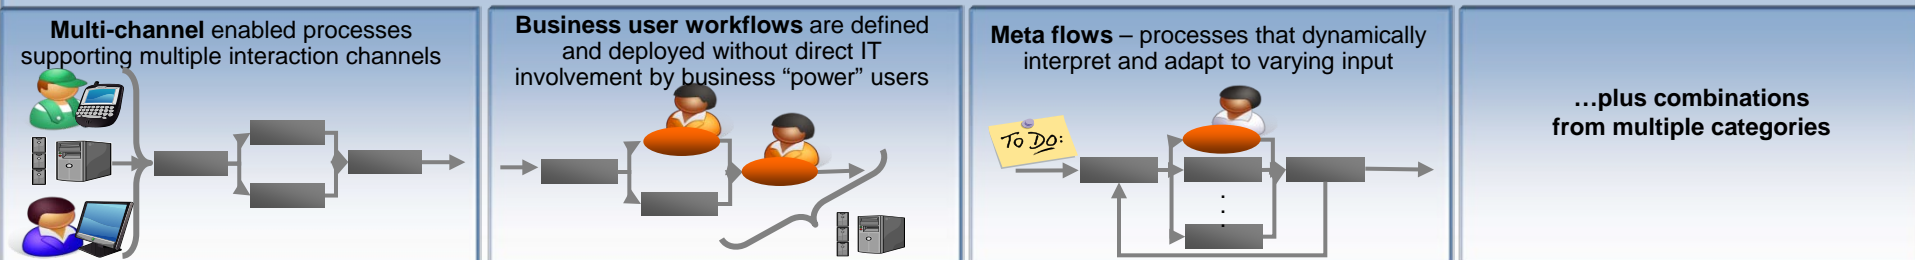 Multi-channel enabled processes
supporting multiple interaction channels
Business user workflows are defined
and deployed without direct IT
involvement by business “power” users
Meta flows – processes that dynamically
interpret and adapt to varying input
TO DO:
…plus combinations
from multiple categories